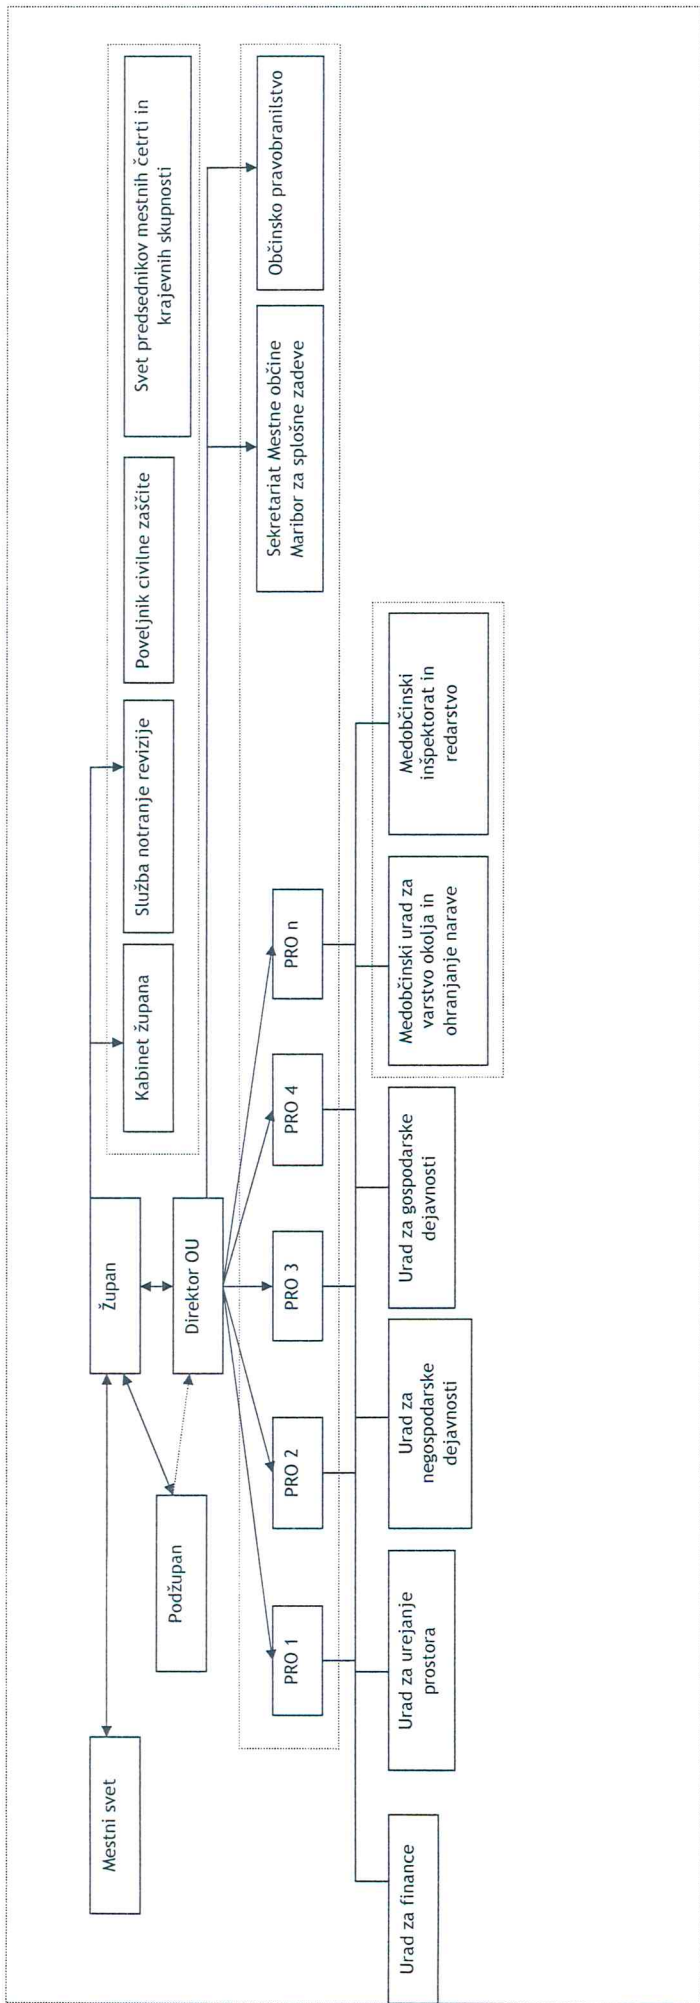 Mestni svet
Župan
Podžupan
Direktor OU
Kabinet župana
Služba notranje revizije
Poveljnik civilne zaščite
Svet predsednikov mestnih četrti in
krajevnih skupnosti
PRO 1
PRO 2
PRO 3
PRO 4
PRO n
Sekretariat Mestne občine
Maribor za splošne zadeve
Občinsko pravobranilstvo
Urad za finance
Urad za urejanje
prostora
Urad za
negospodarske
dejavnosti
Urad za gospodarske
dejavnosti
Medobčinski urad za
varstvo okolja in
ohranjanje narave
Medobčinski
inšpektorat in
redarstvo